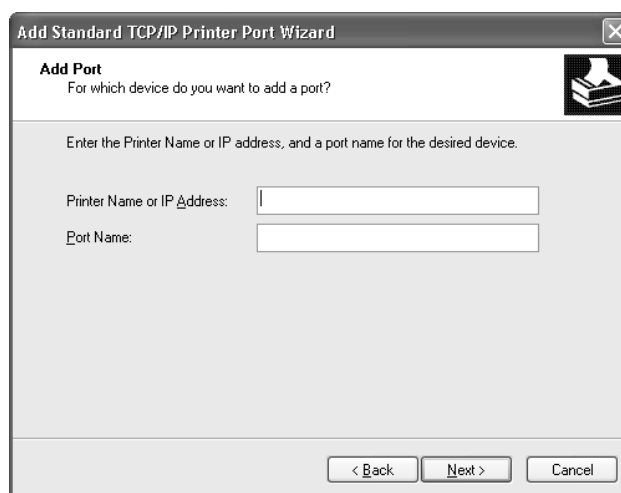 Add Standard TCP/IP Printer Port Wizard
Add Port
For which device do you want to add a port?
Enter the Printer Name or IP address, and a port name for the desired device.
Printer Name or IP Address:
Port Name:
< Back
Next >
Cancel